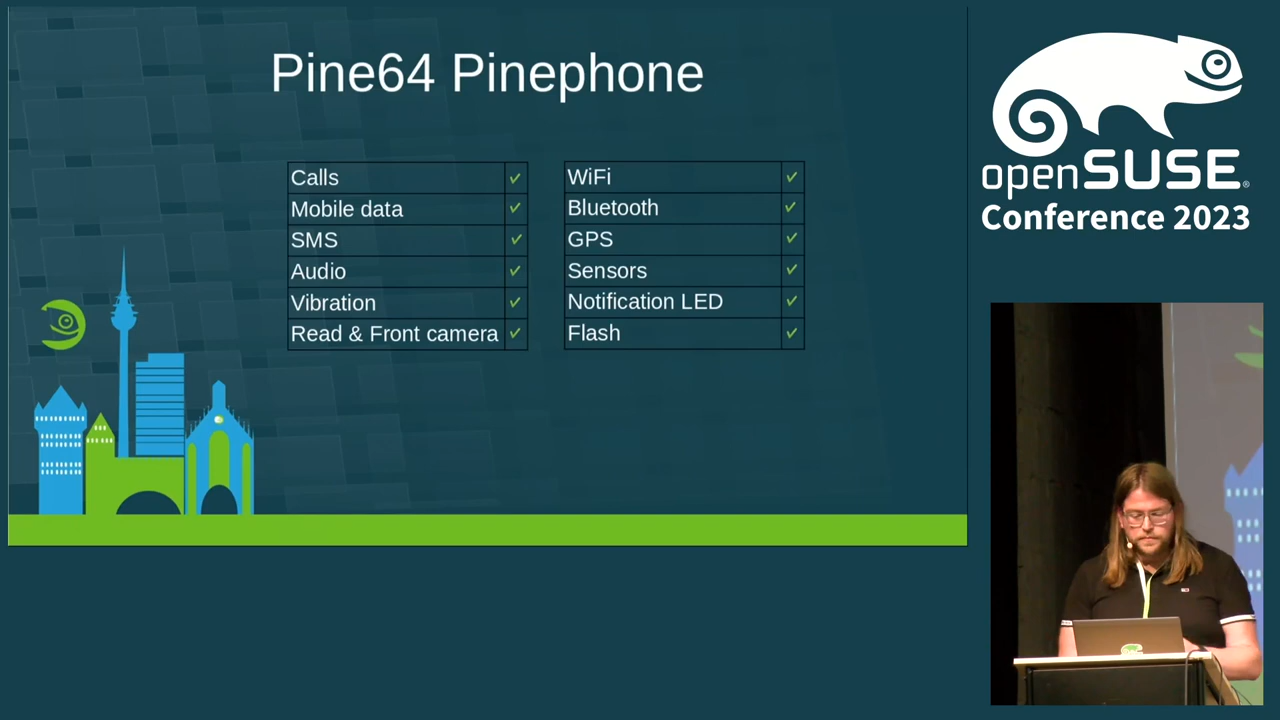 Pine64 Pinephone
Calls ✓
Mobile data ✓
SMS ✓
Audio ✓
Vibration ✓
Read & Front camera ✓
WiFi ✓
Bluetooth ✓
GPS ✓
Sensors ✓
Notification LED ✓
Flash ✓
openSUSE®
Conference 2023